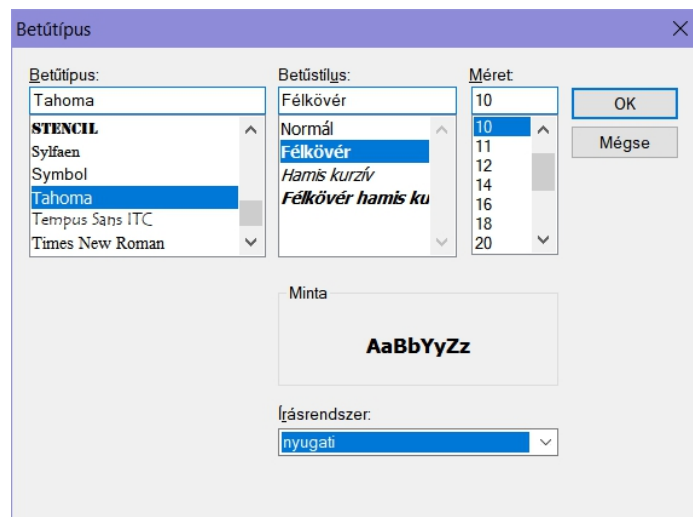 Betűtípus
Betűtípus:
Tahoma
STENCIL
Sylfaen
Symbol
Tahoma
Tempus Sans ITC
Times New Roman
Betűstílus:
Félkövér
Normál
Félkövér
Hamis kurzív
Félkövér hamis ku
Méret:
10
10
11
12
14
16
18
20
OK
Mégse
Minta
AaBbYyZz
Írásrendszer:
nyugati